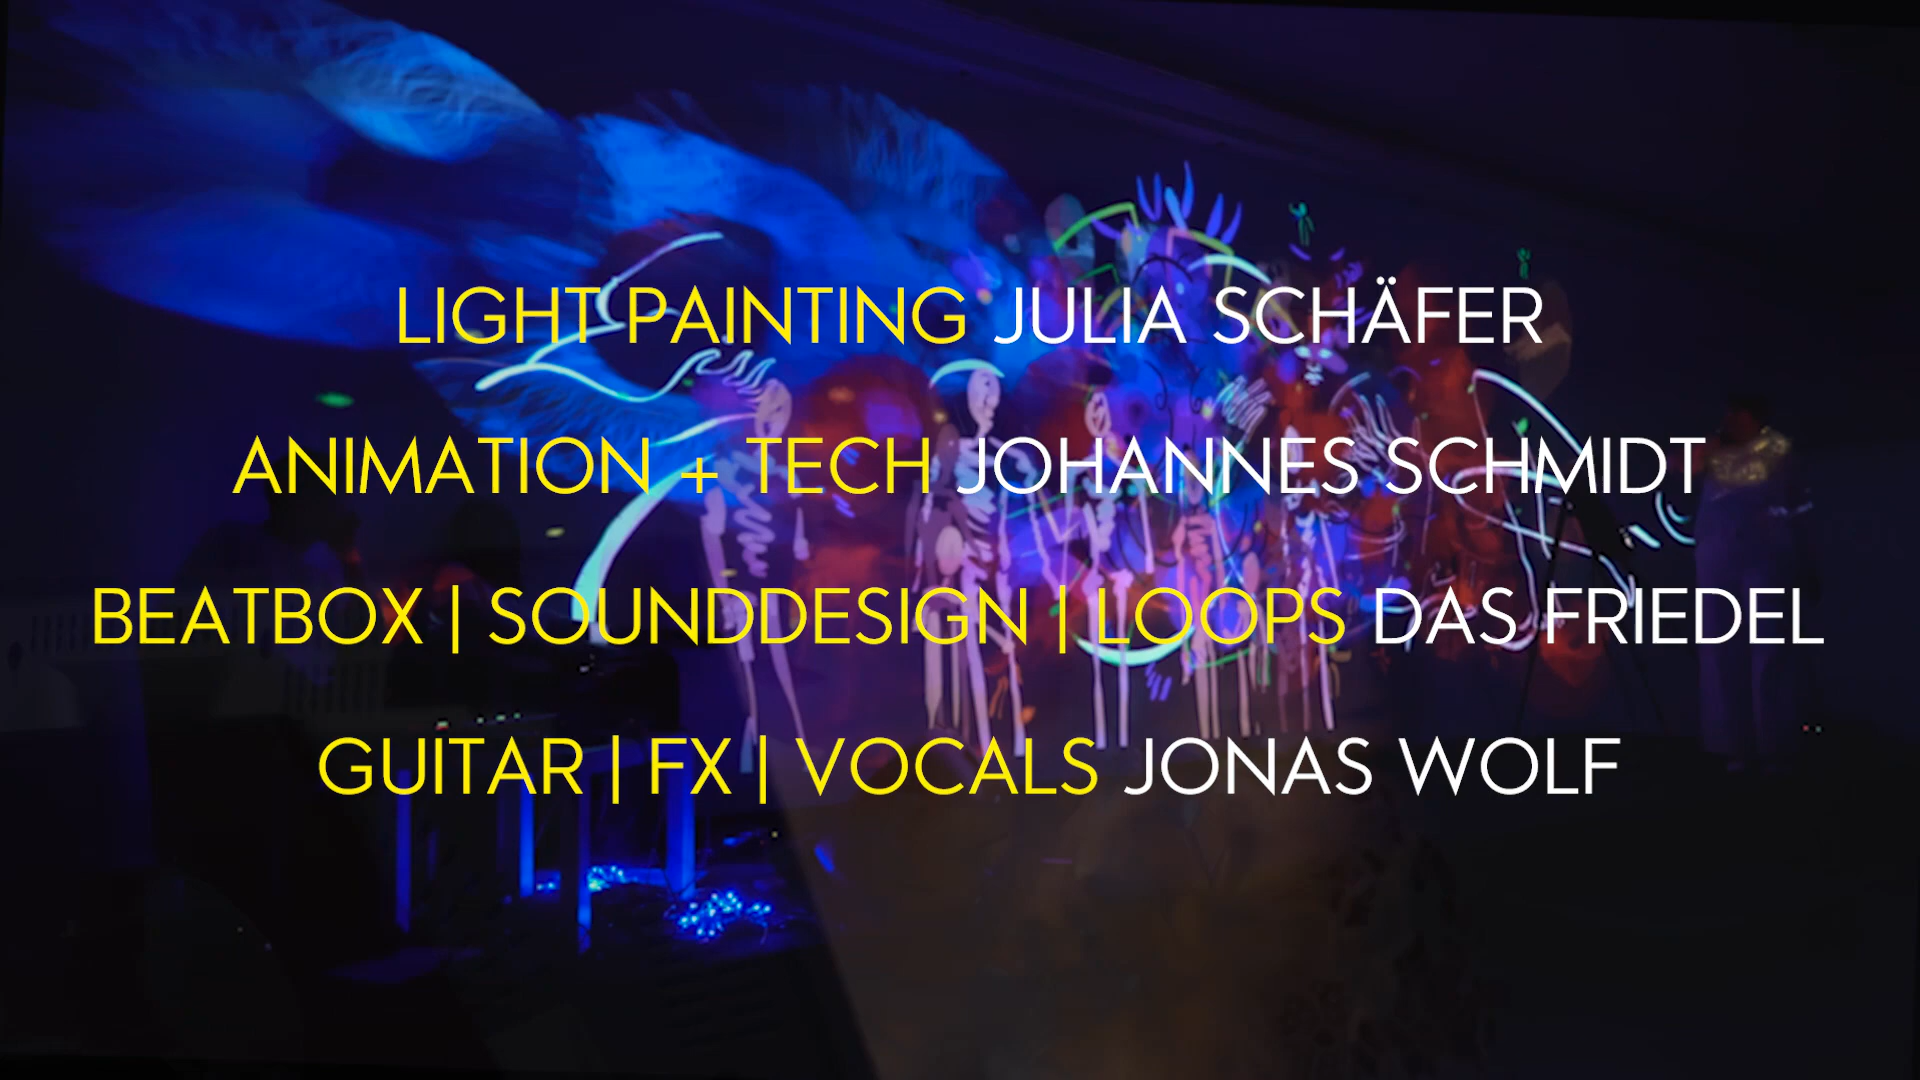 LIGHT PAINTING JULIA SCHÄFER
ANIMATION + TECH JOHANNES SCHMIDT
BEATBOX | SOUNDDESIGN | LOOPS DAS FRIEDEL
GUITAR | FX | VOCALS JONAS WOLF